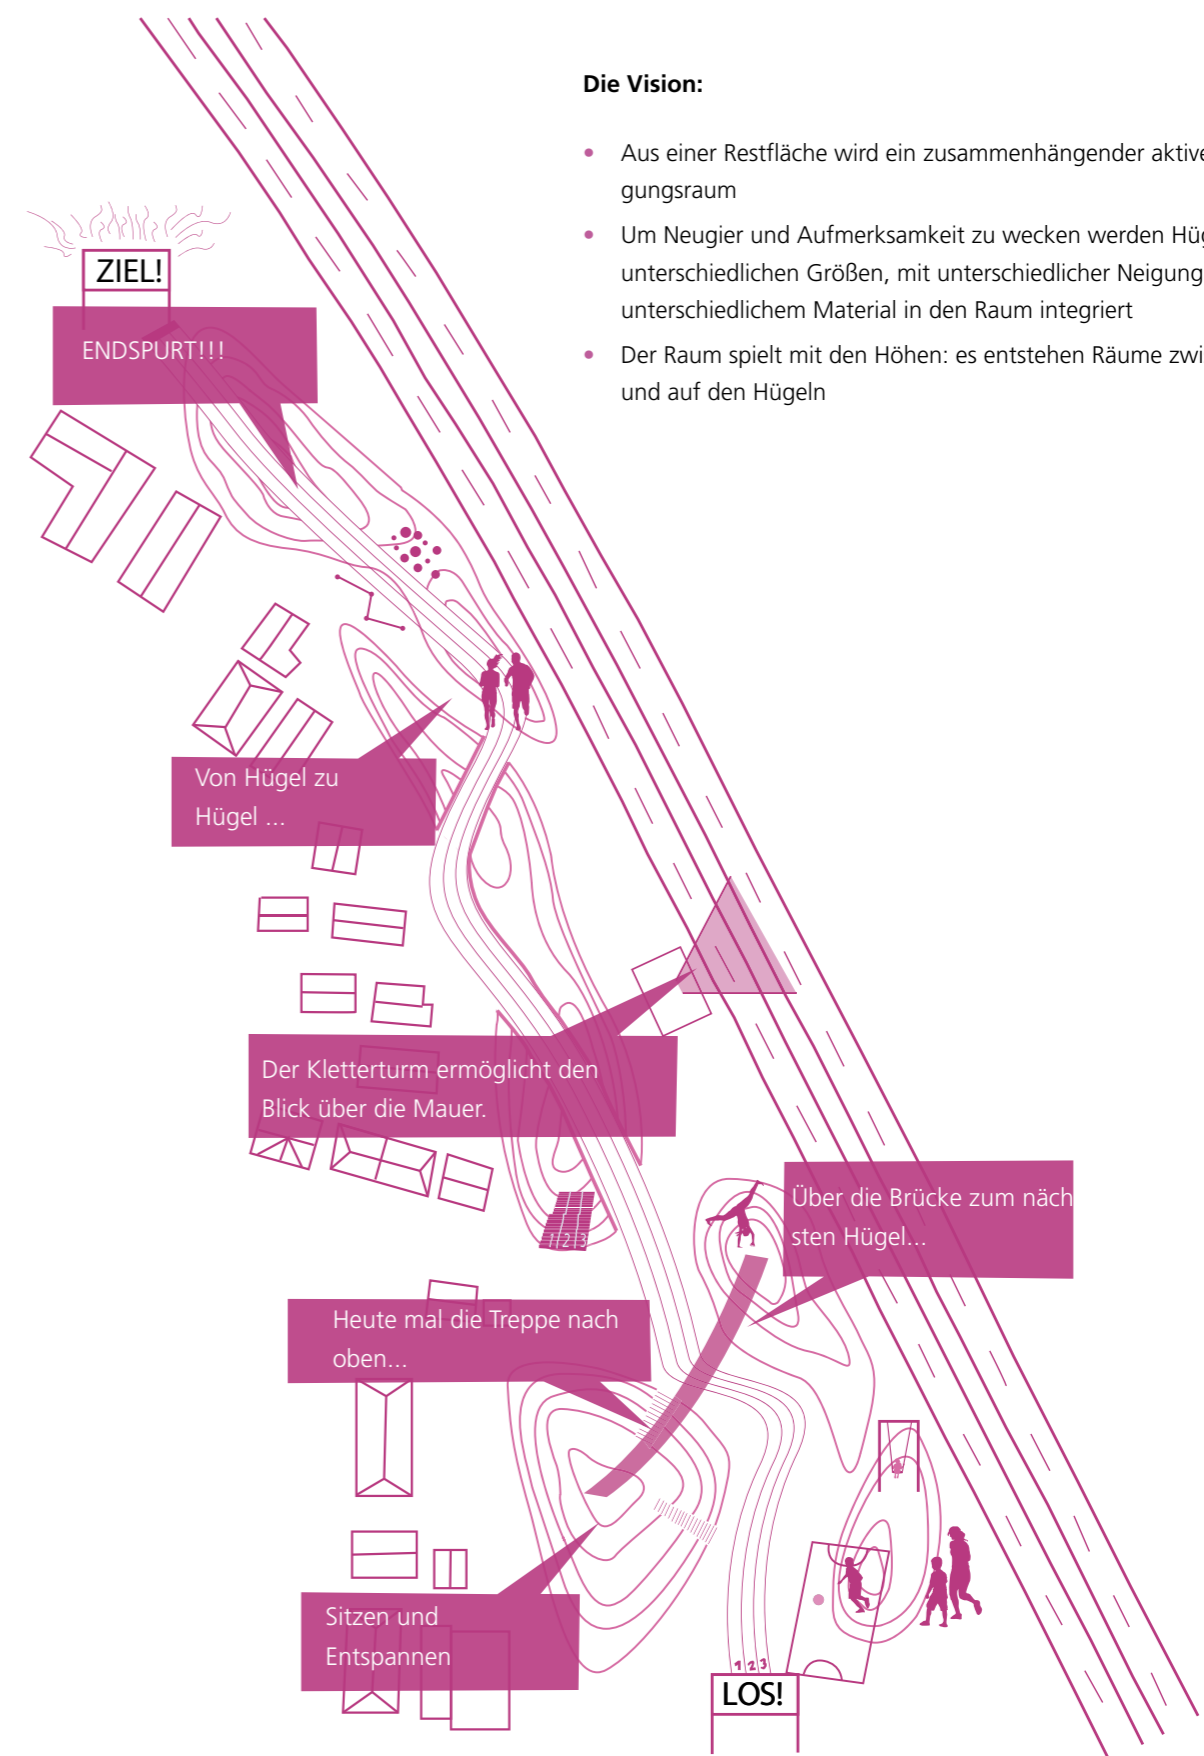 Die Vision:
• Aus einer Restfläche wird ein zusammenhängender aktive
gungsraum
• Um Neugier und Aufmerksamkeit zu wecken werden Hüg
unterschiedlichen Größen, mit unterschiedlicher Neigung
unterschiedlichem Material in den Raum integriert
• Der Raum spielt mit den Höhen: es entstehen Räume zwi
und auf den Hügeln
ZIEL!
ENDSPURT!!!
Von Hügel zu
Hügel ...
Der Kletterturm ermöglicht den
Blick über die Mauer.
Über die Brücke zum näch
sten Hügel...
11213
Heute mal die Treppe nach
oben...
Sitzen und
Entspannen
1 2 3
LOS!